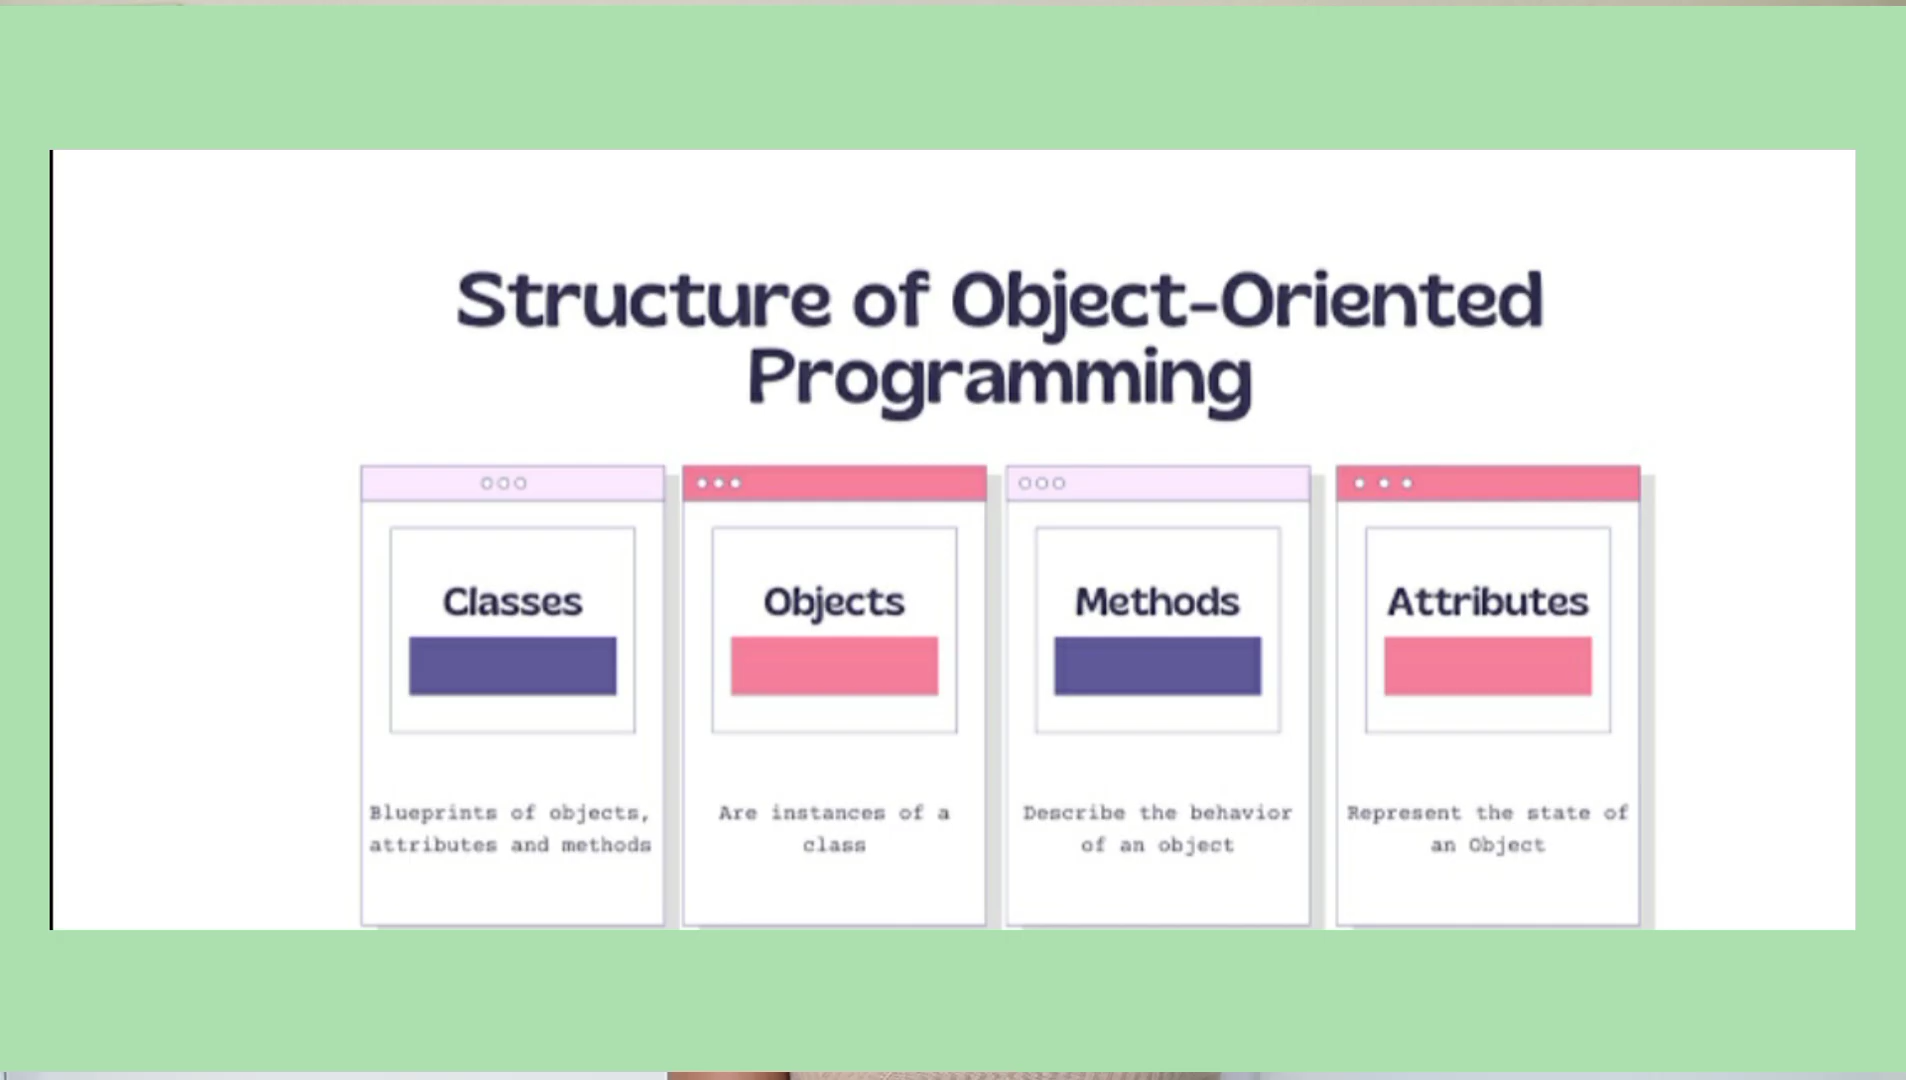 Structure of Object-Oriented
Programming
Classes
Blueprints of objects,
attributes and methods
Objects
Are instances of a
class
Methods
Describe the behavior
of an object
Attributes
Represent the state of
an Object